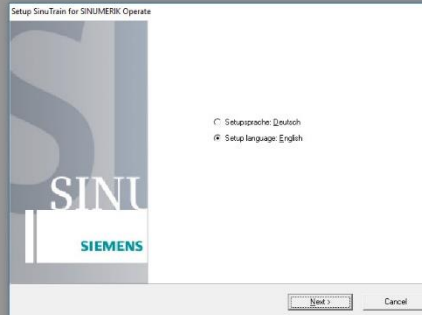 Setup SinuTrain for SINUMERIK Operate
Setupsprache: Deutsch
Setup language: English
SINU
SIEMENS
Next >
Cancel